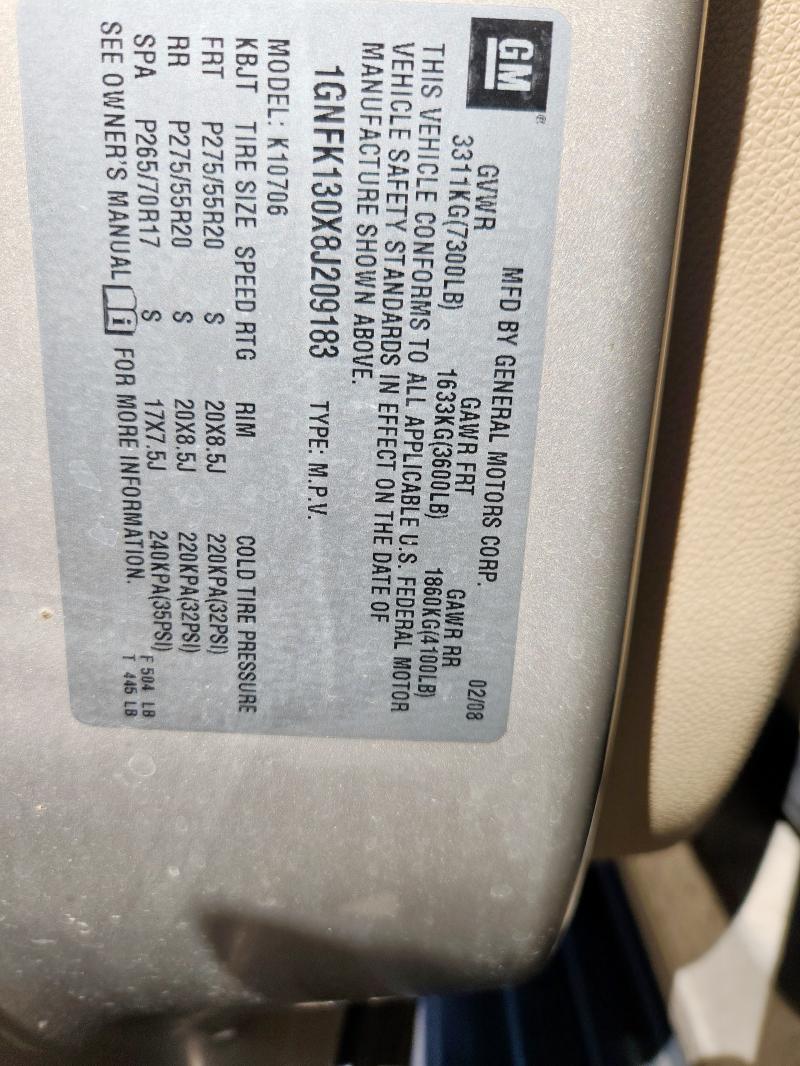 GM®
MFD BY GENERAL MOTORS CORP. 02/08
GVWR GAWR FRT GAWR RR
3311KG(7300LB) 1633KG(3600LB) 1860KG(4100LB)
THIS VEHICLE CONFORMS TO ALL APPLICABLE U.S. FEDERAL MOTOR
VEHICLE SAFETY STANDARDS IN EFFECT ON THE DATE OF
MANUFACTURE SHOWN ABOVE.
1GNFK130X8J209183 TYPE: M.P.V.
MODEL: K10706
KBJT TIRE SIZE SPEED RTG RIM COLD TIRE PRESSURE
FRT P275/55R20 S 20X8.5J 220KPA(32PSI)
RR P275/55R20 S 20X8.5J 220KPA(32PSI)
SPA P265/70R17 S 17X7.5J 240KPA(35PSI)
SEE OWNER'S MANUAL i FOR MORE INFORMATION.
F 504 LB
T 445 LB